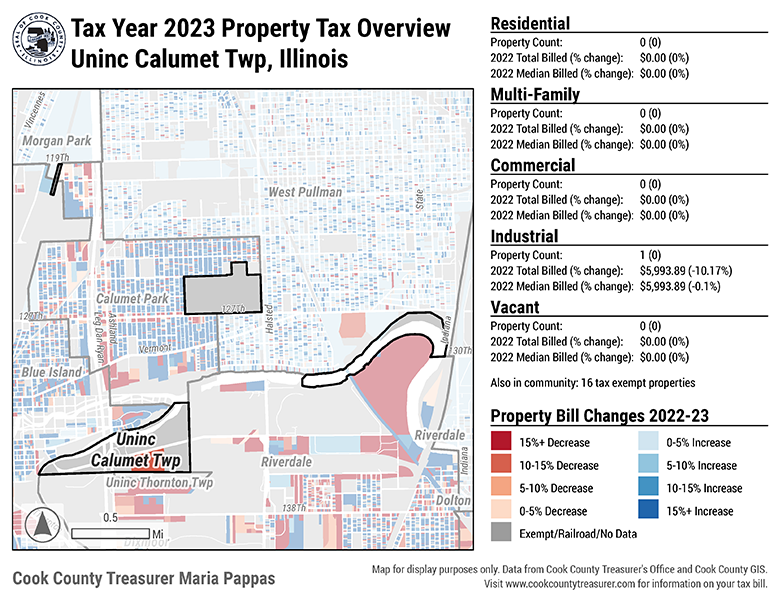 SEAL OF COOK COUNTY
ILLINOIS
Tax Year 2023 Property Tax Overview
Uninc Calumet Twp, Illinois
Vincennes
Morgan Park
119Th
West Pullman
State
Calumet Park
127Th
127Th
Halsted
Ashland
Leg Dan Ryan
Vermont
Indiana
130Th
Blue Island
Uninc
Calumet Twp
Riverdale
Riverdale
Indiana
Uninc Thornton Twp
Dolton
138Th
0.5
Mi
Dixmoor
Residential
Property Count: 0 (0)
2022 Total Billed (% change): $0.00 (0%)
2022 Median Billed (% change): $0.00 (0%)
Multi-Family
Property Count: 0 (0)
2022 Total Billed (% change): $0.00 (0%)
2022 Median Billed (% change): $0.00 (0%)
Commercial
Property Count: 0 (0)
2022 Total Billed (% change): $0.00 (0%)
2022 Median Billed (% change): $0.00 (0%)
Industrial
Property Count: 1 (0)
2022 Total Billed (% change): $5,993.89 (-10.17%)
2022 Median Billed (% change): $5,993.89 (-0.1%)
Vacant
Property Count: 0 (0)
2022 Total Billed (% change): $0.00 (0%)
2022 Median Billed (% change): $0.00 (0%)
Also in community: 16 tax exempt properties
Property Bill Changes 2022-23
15%+ Decrease
10-15% Decrease
5-10% Decrease
0-5% Decrease
Exempt/Railroad/No Data
0-5% Increase
5-10% Increase
10-15% Increase
15%+ Increase
Cook County Treasurer Maria Pappas
Map for display purposes only. Data from Cook County Treasurer's Office and Cook County GIS.
Visit www.cookcountytreasurer.com for information on your tax bill.